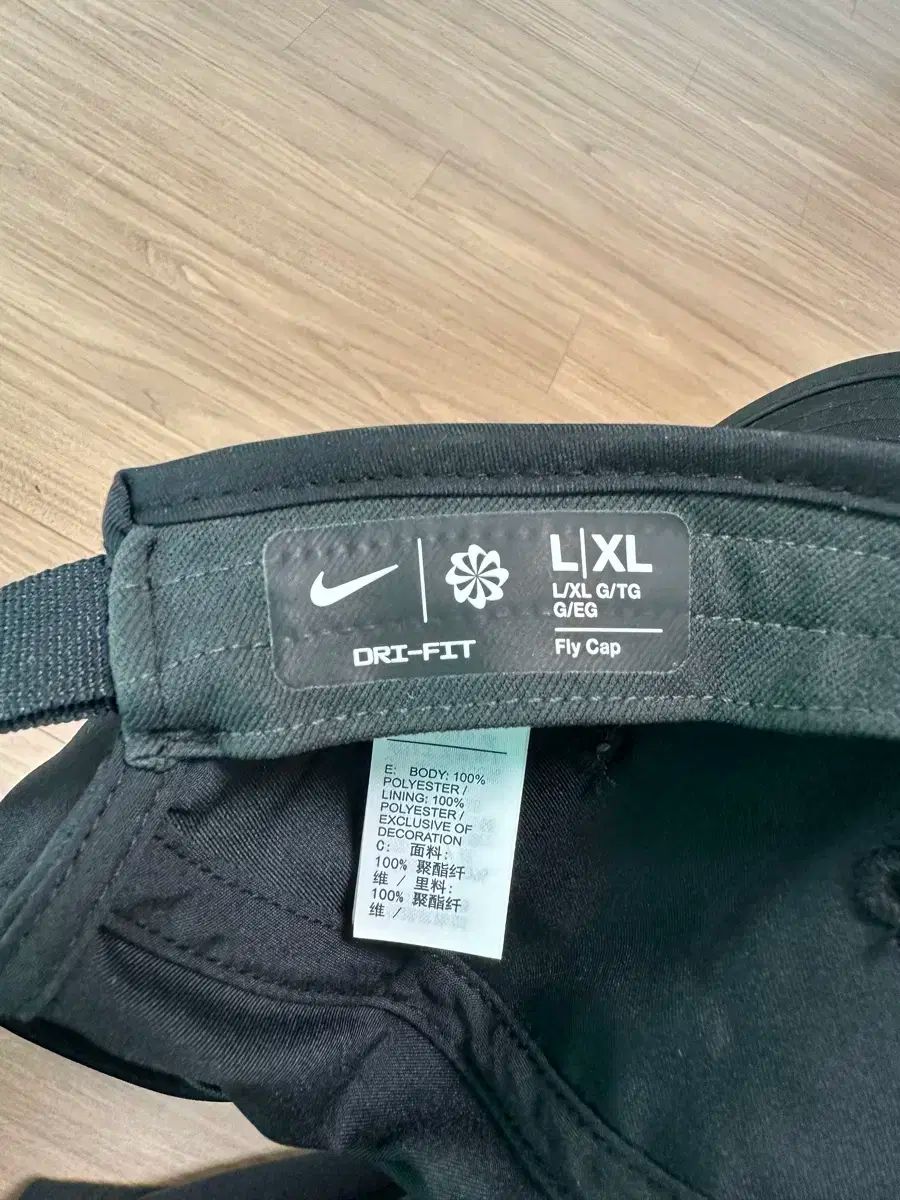 L|XL
L/XL G/TG
G/EG
DRI-FIT
Fly Cap
E: BODY: 100%
POLYESTER /
LINING: 100%
POLYESTER /
EXCLUSIVE OF
DECORATION
C: 面料:
100% 聚酯纤
维 / 里料:
100% 聚酯纤
维 /